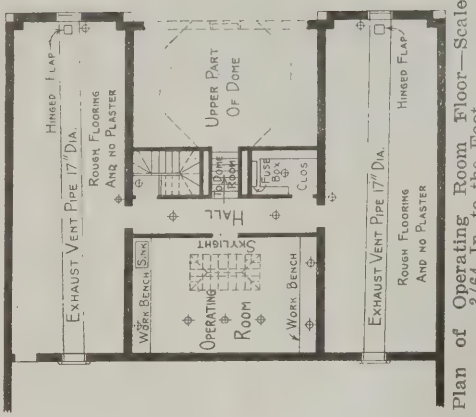 HINGED FLAP
EXHAUST VENT PIPE 17" DIA.
ROUGH FLOORING
AND NO PLASTER
UPPER PART
OF DOME
TO DOME
ROOM
FUSE
BOX
CLOS
HALL
SKYLIGHT
WORK BENCH
SINK
OPERATING
ROOM
WORK BENCH
HINGED FLAP
EXHAUST VENT PIPE 17" DIA.
ROUGH FLOORING
AND NO PLASTER
Plan of Operating Room Floor—Scale
3/64 In to the Foot